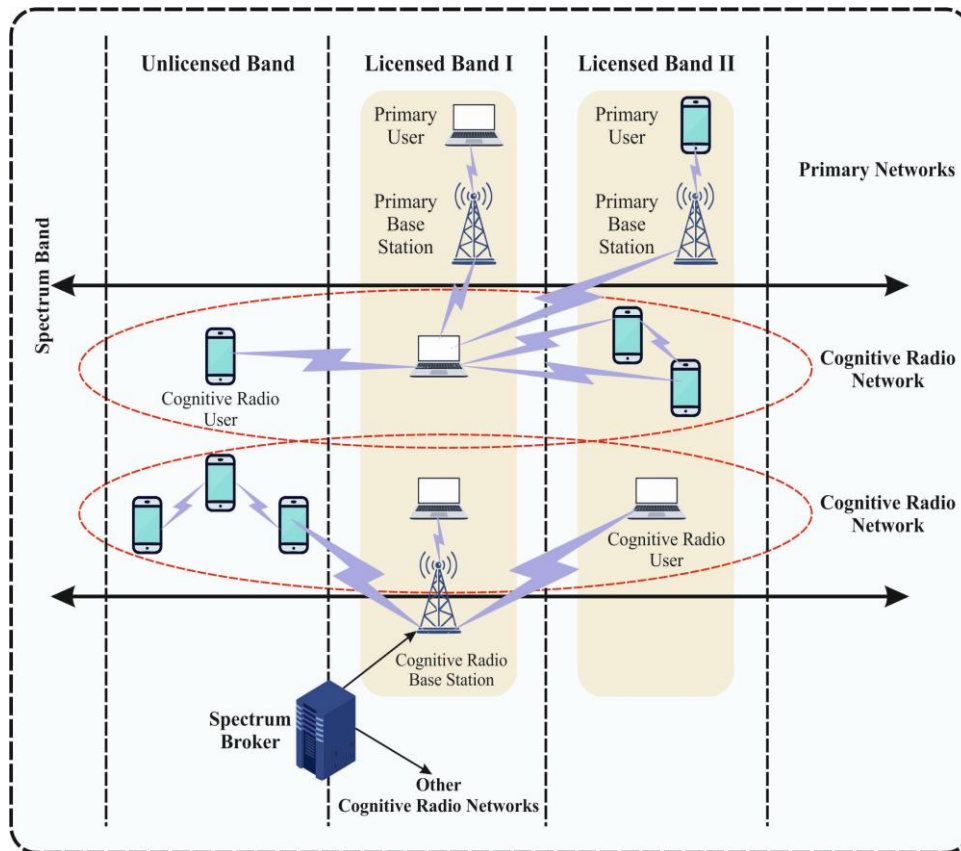 Unlicensed Band
Licensed Band I
Licensed Band II
Primary
User
Primary
User
Primary Networks
Primary
Base
Station
Primary
Base
Station
Spectrum Band
Cognitive Radio
User
Cognitive Radio
Network
Cognitive Radio
Network
Cognitive Radio
User
Cognitive Radio
Base Station
Spectrum
Broker
Other
Cognitive Radio Networks